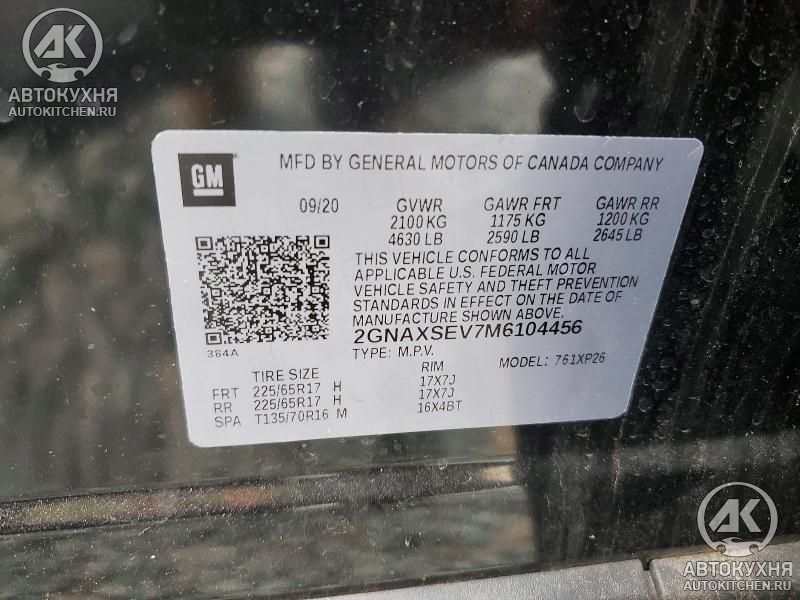 АК
АВТОКУХНЯ
AUTOKITCHEN.RU
GM
MFD BY GENERAL MOTORS OF CANADA COMPANY
09/20 GVWR GAWR FRT GAWR RR
2100 KG 1175 KG 1200 KG
4630 LB 2590 LB 2645 LB
THIS VEHICLE CONFORMS TO ALL
APPLICABLE U.S. FEDERAL MOTOR
VEHICLE SAFETY AND THEFT PREVENTION
STANDARDS IN EFFECT ON THE DATE OF
MANUFACTURE SHOWN ABOVE.
2GNAXSEV7M6104456
384A
TYPE: M.P.V. MODEL: 761XP26
TIRE SIZE RIM
FRT 225/65R17 H 17X7J
RR 225/65R17 H 17X7J
SPA T135/70R16 M 16X4BT
АК
АВТОКУХНЯ
AUTOKITCHEN.RU